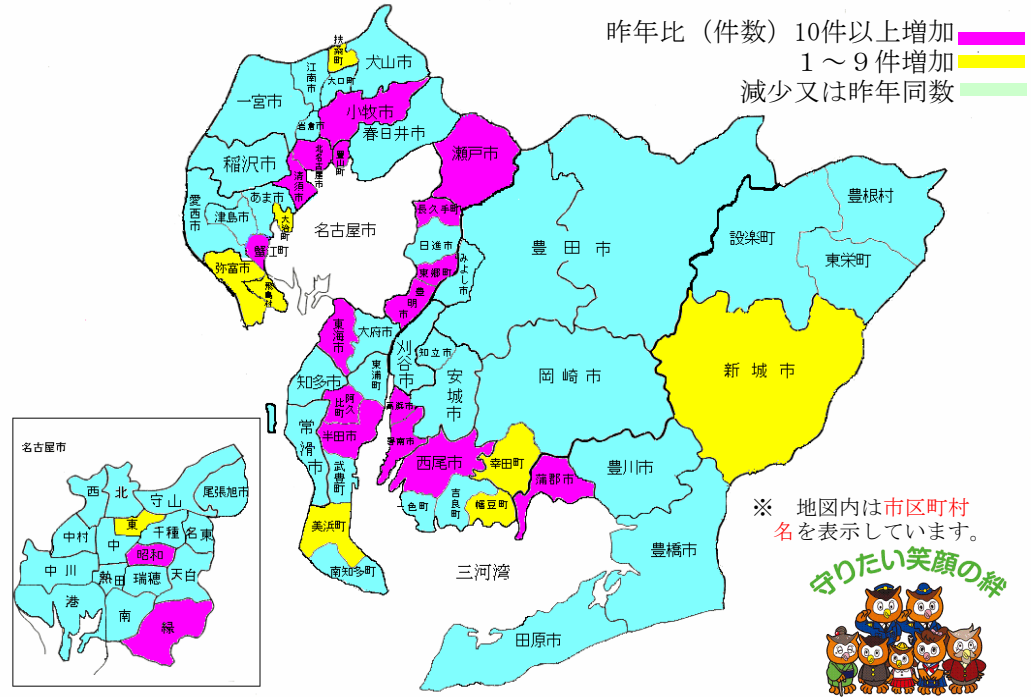 昨年比（件数）10件以上増加
１～９件増加
減少又は昨年同数
扶桑町
犬山市
江南市
大口町
一宮市
小牧市
岩倉市
春日井市
瀬戸市
稲沢市
北名古屋市
豊山町
清須市
愛西市
あま市
津島市
大治町
名古屋市
長久手町
日進市
みよし市
豊田市
設楽町
豊根村
東栄町
蟹江町
弥富市
飛島村
東郷町
豊明市
東海市
大府市
刈谷市
知立市
安城市
岡崎市
新城市
知多市
東浦町
阿久比町
高浜市
常滑市
半田市
碧南市
西尾市
幸田町
蒲郡市
豊川市
武豊町
一色町
吉良町
幡豆町
美浜町
南知多町
三河湾
豊橋市
田原市
名古屋市
西
北
守山
尾張旭市
東
中村
中
千種
名東
昭和
中川
熱田
瑞穂
天白
港
南
緑
※　地図内は市区町村
名を表示しています。
守りたい笑顔の絆